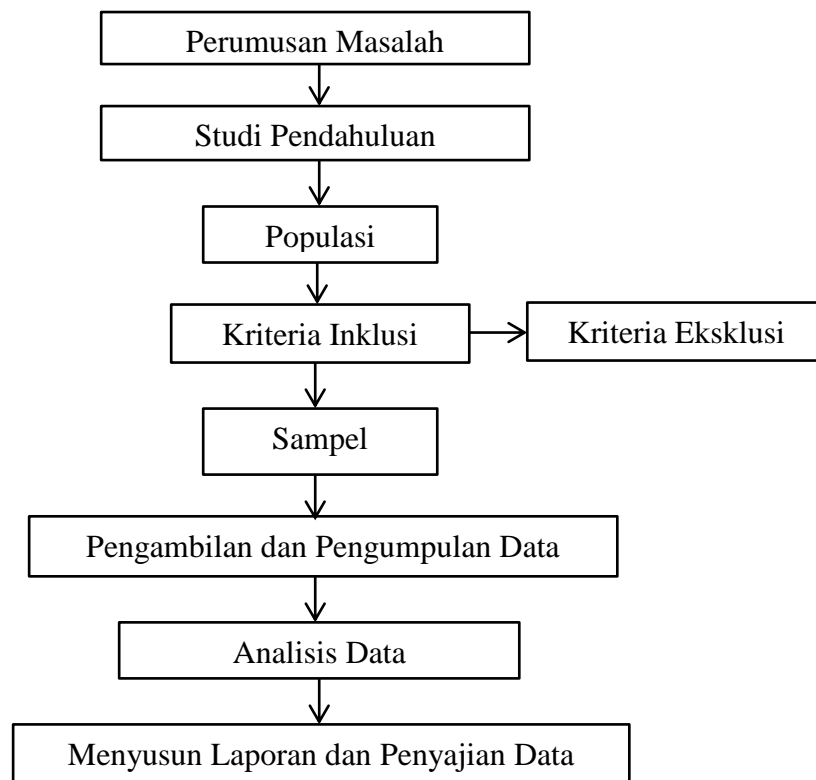 Perumusan Masalah
Studi Pendahuluan
Populasi
Kriteria Inklusi
Kriteria Eksklusi
Sampel
Pengambilan dan Pengumpulan Data
Analisis Data
Menyusun Laporan dan Penyajian Data